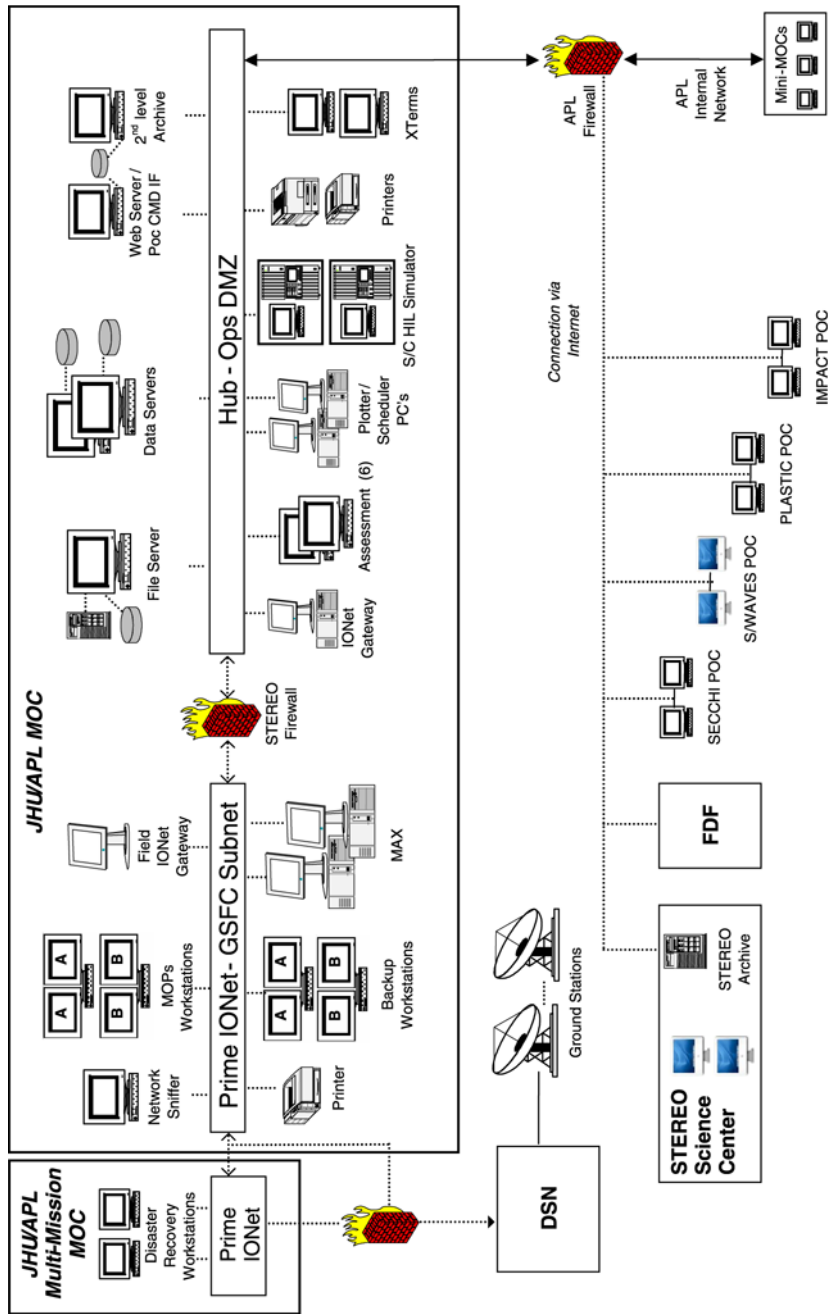 JHU/APL
Multi-Mission
MOC
Disaster
Recovery
Workstations
Prime
IONet
JHU/APL MOC
Network
Sniffer
MOPs
Workstations
A
A
B
B
Field
IONet
Gateway
Prime IONet- GSFC Subnet
Printer
A
A
B
B
Backup
Workstations
MAX
STEREO
Firewall
File Server
Data Servers
Web Server /
Poc CMD IF
2nd level
Archive
Hub - Ops DMZ
IONet
Gateway
Assessment (6)
Plotter/
Scheduler
PC's
S/C HIL Simulator
Printers
XTerms
DSN
Ground Stations
APL
Firewall
APL
Internal
Network
Mini-MOCs
Connection via
Internet
STEREO
Science
Center
STEREO
Archive
FDF
SECCHI POC
S/WAVES POC
PLASTIC POC
IMPACT POC